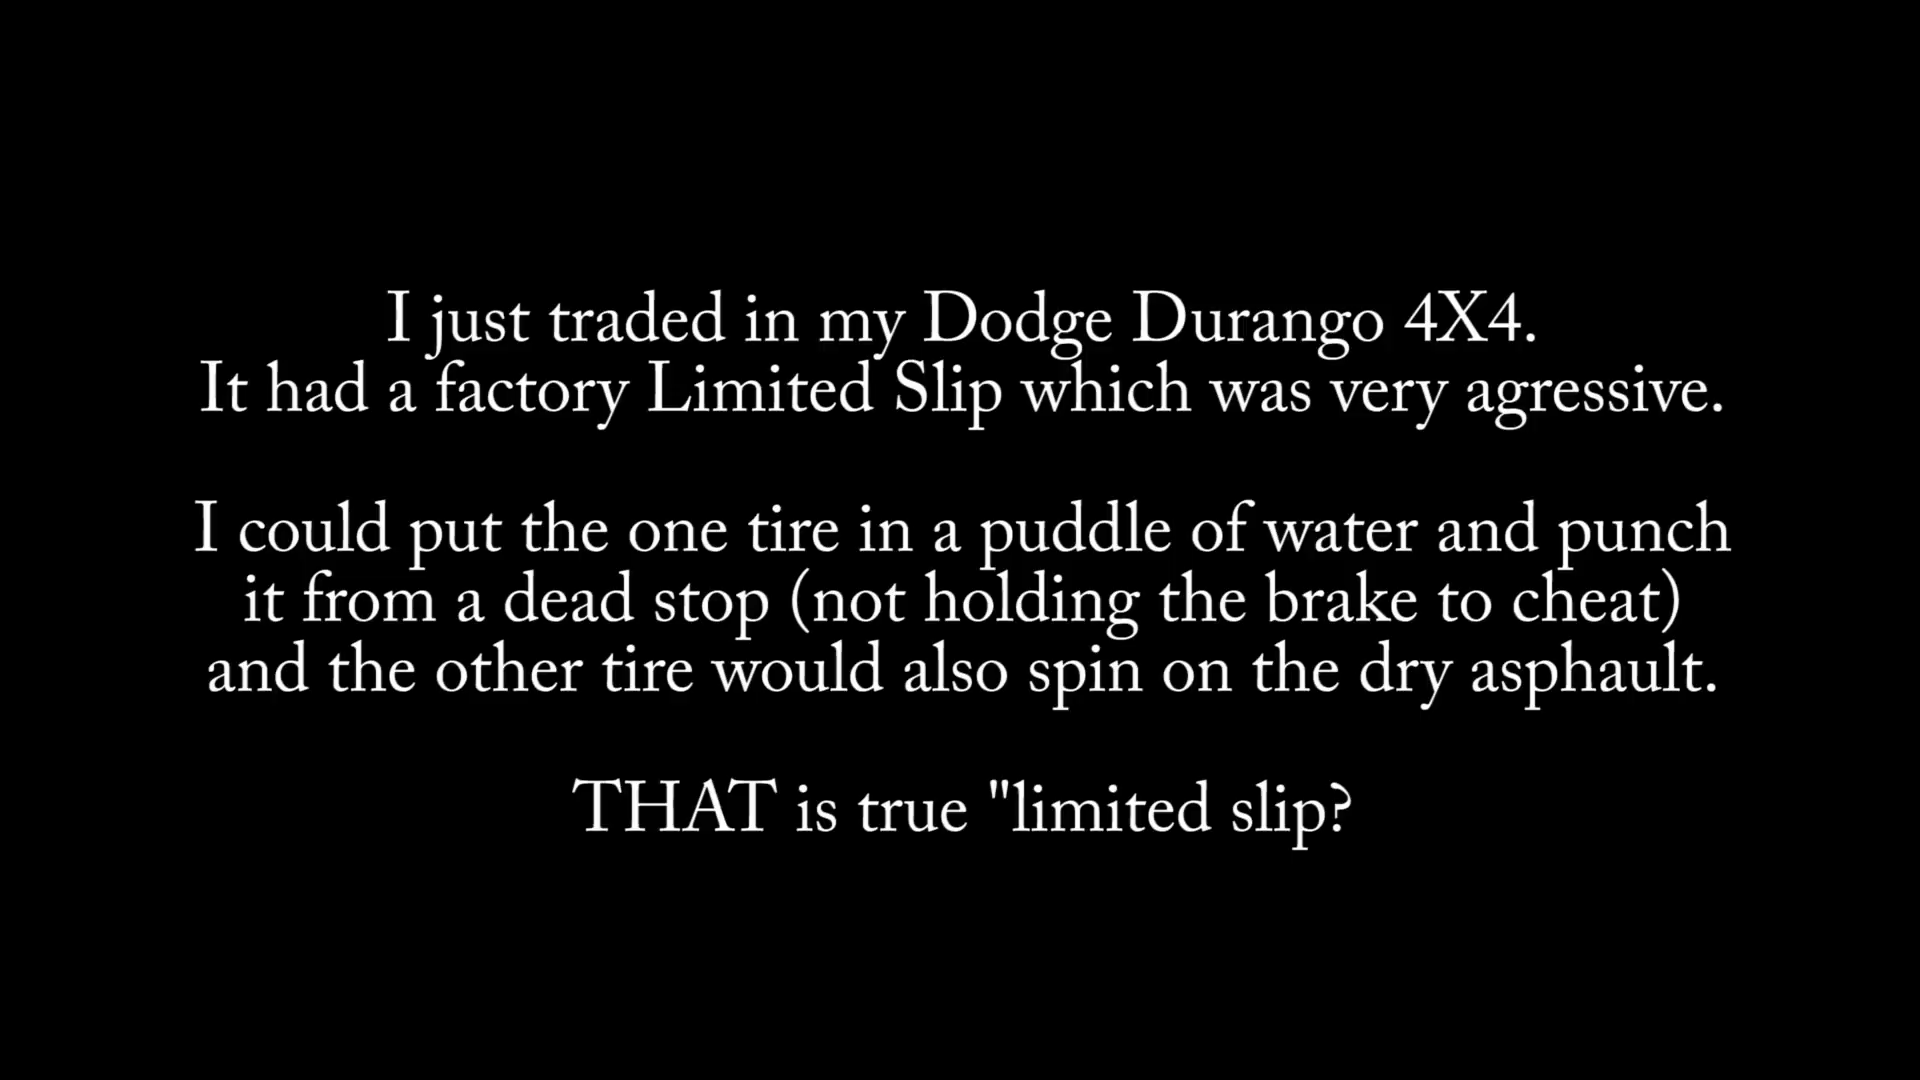 I just traded in my Dodge Durango 4X4.
It had a factory Limited Slip which was very agressive.
I could put the one tire in a puddle of water and punch
it from a dead stop (not holding the brake to cheat)
and the other tire would also spin on the dry asphault.
THAT is true "limited slip?